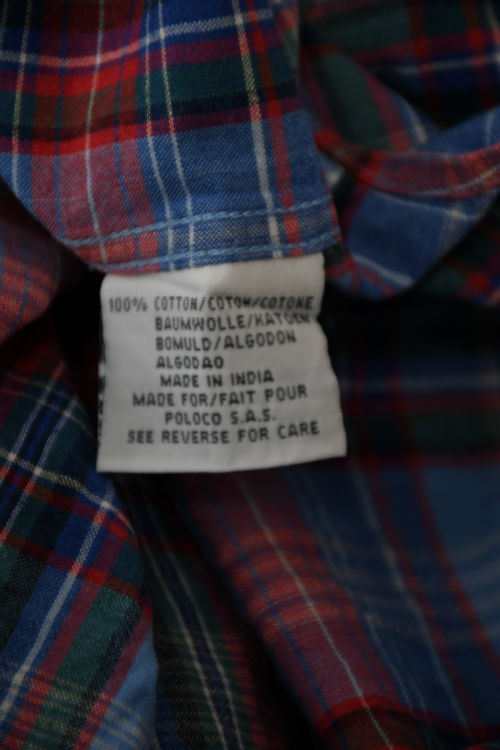 100% COTTON/COTON/COTONE
BAUMWOLLE/KATOEN
BOMULD/ALGODON
ALGODAO
MADE IN INDIA
MADE FOR/FAIT POUR
POLOCO S.A.S.
SEE REVERSE FOR CARE